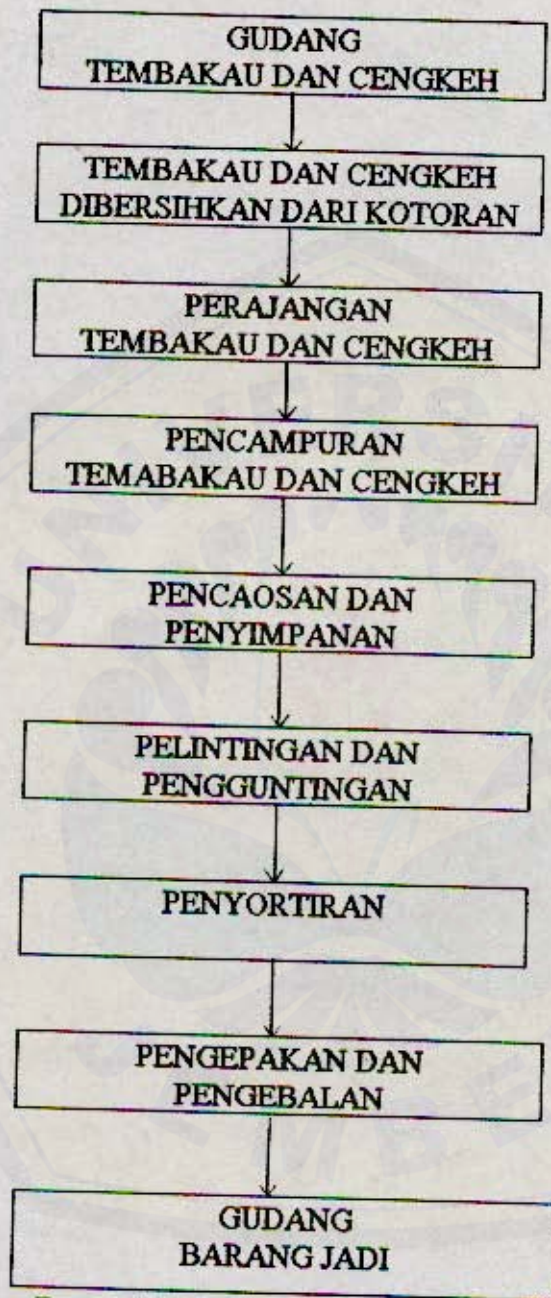 GUDANG
TEMBAKAU DAN CENGKEH
TEMBAKAU DAN CENGKEH
DIBERSIHKAN DARI KOTORAN
PERAJANGAN
TEMBAKAU DAN CENGKEH
PENCAMPURAN
TEMABAKAU DAN CENGKEH
PENCAOSAN DAN
PENYIMPANAN
PELINTINGAN DAN
PENGGUNTINGAN
PENYORTIRAN
PENGEPAKAN DAN
PENGEBALAN
GUDANG
BARANG JADI